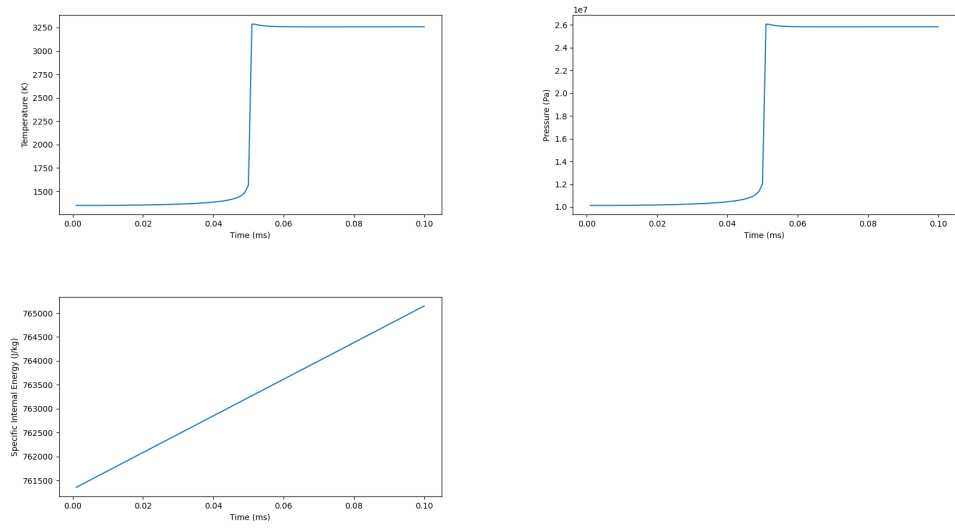 3250
3000
2750
2500
2250
2000
1750
1500
Temperature (K)
0.00 0.02 0.04 0.06 0.08 0.10
Time (ms)
1e7
2.6
2.4
2.2
2.0
1.8
1.6
1.4
1.2
1.0
Pressure (Pa)
0.00 0.02 0.04 0.06 0.08 0.10
Time (ms)
765000
764500
764000
763500
763000
762500
762000
761500
Specific Internal Energy (J/kg)
0.00 0.02 0.04 0.06 0.08 0.10
Time (ms)